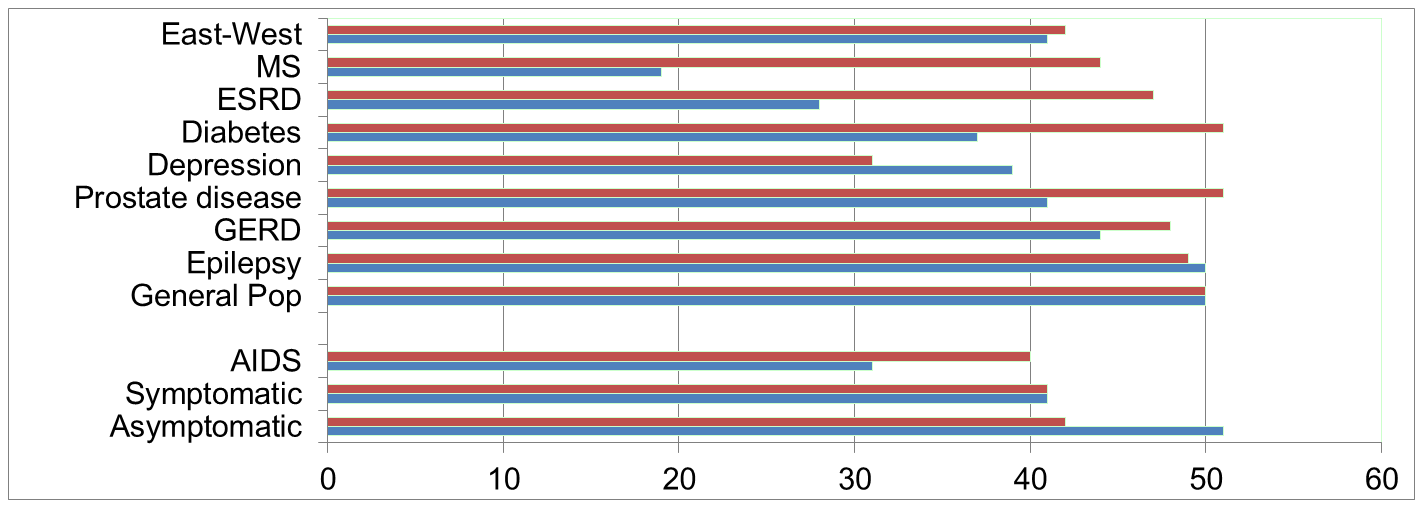 East-West
MS
ESRD
Diabetes
Depression
Prostate disease
GERD
Epilepsy
General Pop
AIDS
Symptomatic
Asymptomatic
0 10 20 30 40 50 60